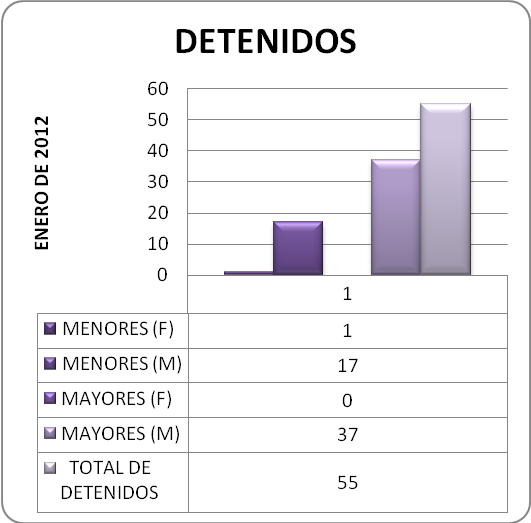 DETENIDOS
ENERO DE 2012
60
50
40
30
20
10
0
1
MENORES (F) 1
MENORES (M) 17
MAYORES (F) 0
MAYORES (M) 37
TOTAL DE
DETENIDOS 55